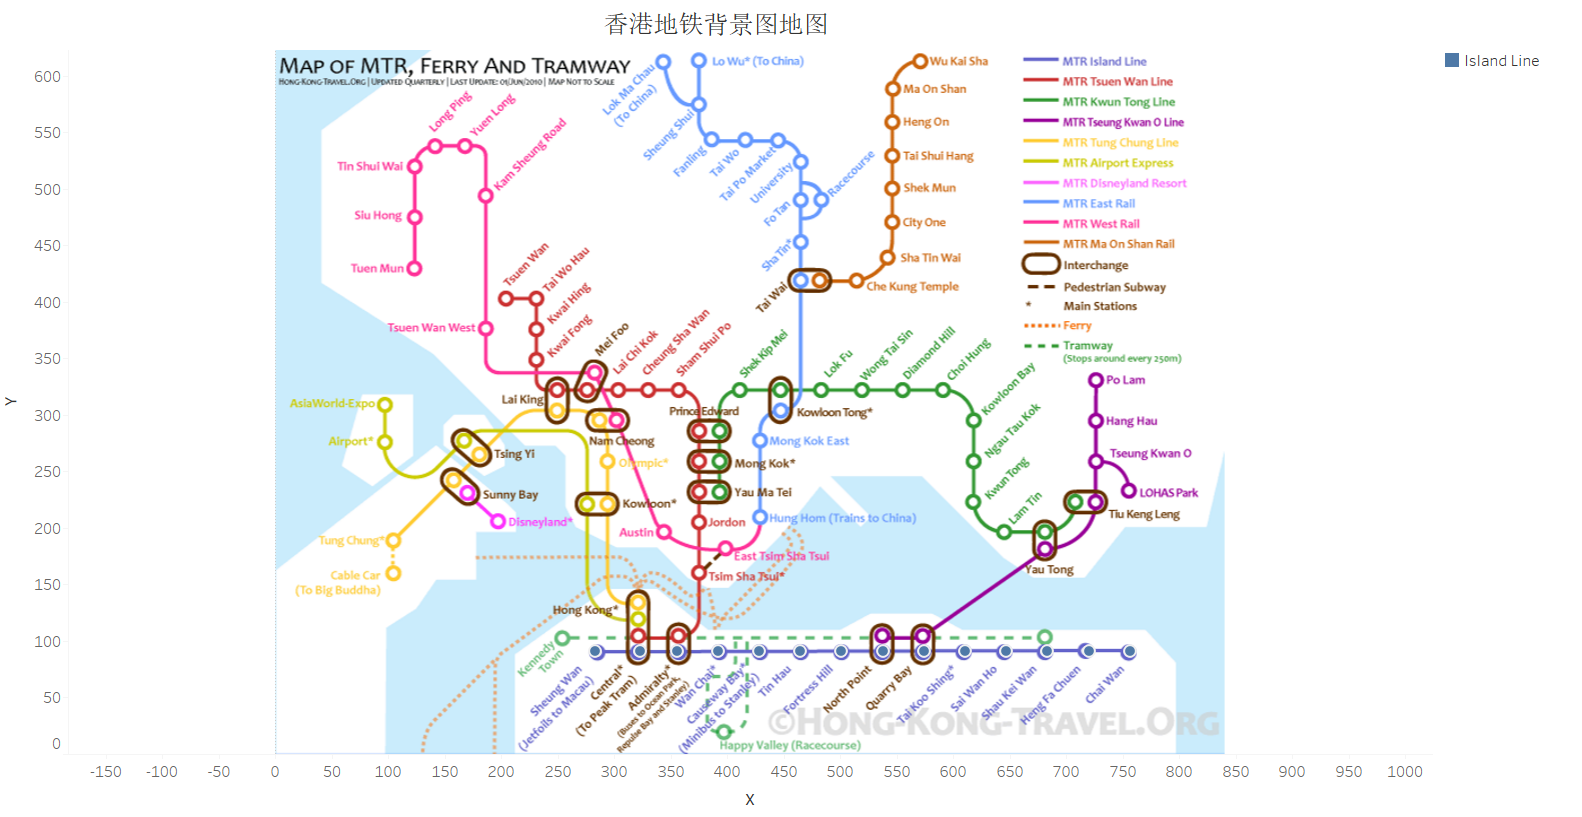 香港地铁背景图地图
Island Line
MAP OF MTR, FERRY AND TRAMWAY
HONG-KONG-TRAVEL.ORG | UPDATED QUARTERLY | LAST UPDATE: 01/JUN/2010 | MAP NOT TO SCALE
MTR Island Line
MTR Tsuen Wan Line
MTR Kwun Tong Line
MTR Tseung Kwan O Line
MTR Tung Chung Line
MTR Airport Express
MTR Disneyland Resort
MTR East Rail
MTR West Rail
MTR Ma On Shan Rail
Interchange
Pedestrian Subway
* Main Stations
Ferry
Tramway
(Stops around every 250m)
Lok Ma Chau
(To China)
Lo Wu* (To China)
Sheung Shui
Fanling
Tai Wo
Tai Po Market
University
Racecourse
Fo Tan
Sha Tin*
Tai Wai
Wu Kai Sha
Ma On Shan
Heng On
Tai Shui Hang
Shek Mun
City One
Sha Tin Wai
Che Kung Temple
Long Ping
Yuen Long
Kam Sheung Road
Tin Shui Wai
Siu Hong
Tuen Mun
Tsuen Wan West
Tsuen Wan
Tai Wo Hau
Kwai Hing
Kwai Fong
Mei Foo
Lai Chi Kok
Cheung Sha Wan
Sham Shui Po
Lai King
Prince Edward
Shek Kip Mei
Kowloon Tong*
Lok Fu
Wong Tai Sin
Diamond Hill
Choi Hung
Kowloon Bay
Ngau Tau Kok
Kwun Tong
Lam Tin
Po Lam
Hang Hau
Tseung Kwan O
LOHAS Park
Tiu Keng Leng
Yau Tong
AsiaWorld-Expo
Airport*
Tsing Yi
Sunny Bay
Disneyland*
Tung Chung*
Cable Car
(To Big Buddha)
Nam Cheong
Olympic*
Kowloon*
Mong Kok East
Mong Kok*
Yau Ma Tei
Jordon
Austin
Hung Hom (Trains to China)
East Tsim Sha Tsui
Tsim Sha Tsui*
Hong Kong*
Kennedy
Town
Sheung Wan
(Jetfoils to Macau)
Central*
(To Peak Tram)
Admiralty*
(Buses to Ocean Park,
Repulse Bay and Stanley)
Wan Chai*
Causeway Bay*
(Minibus to Stanley)
Tin Hau
Fortress Hill
North Point
Quarry Bay
Tai Koo Shing*
Sai Wan Ho
Shau Kei Wan
Heng Fa Chuen
Chai Wan
Happy Valley (Racecourse)
©HONG-KONG-TRAVEL.ORG
Y
600
550
500
450
400
350
300
250
200
150
100
50
0
-150 -100 -50 0 50 100 150 200 250 300 350 400 450 500 550 600 650 700 750 800 850 900 950 1000
X